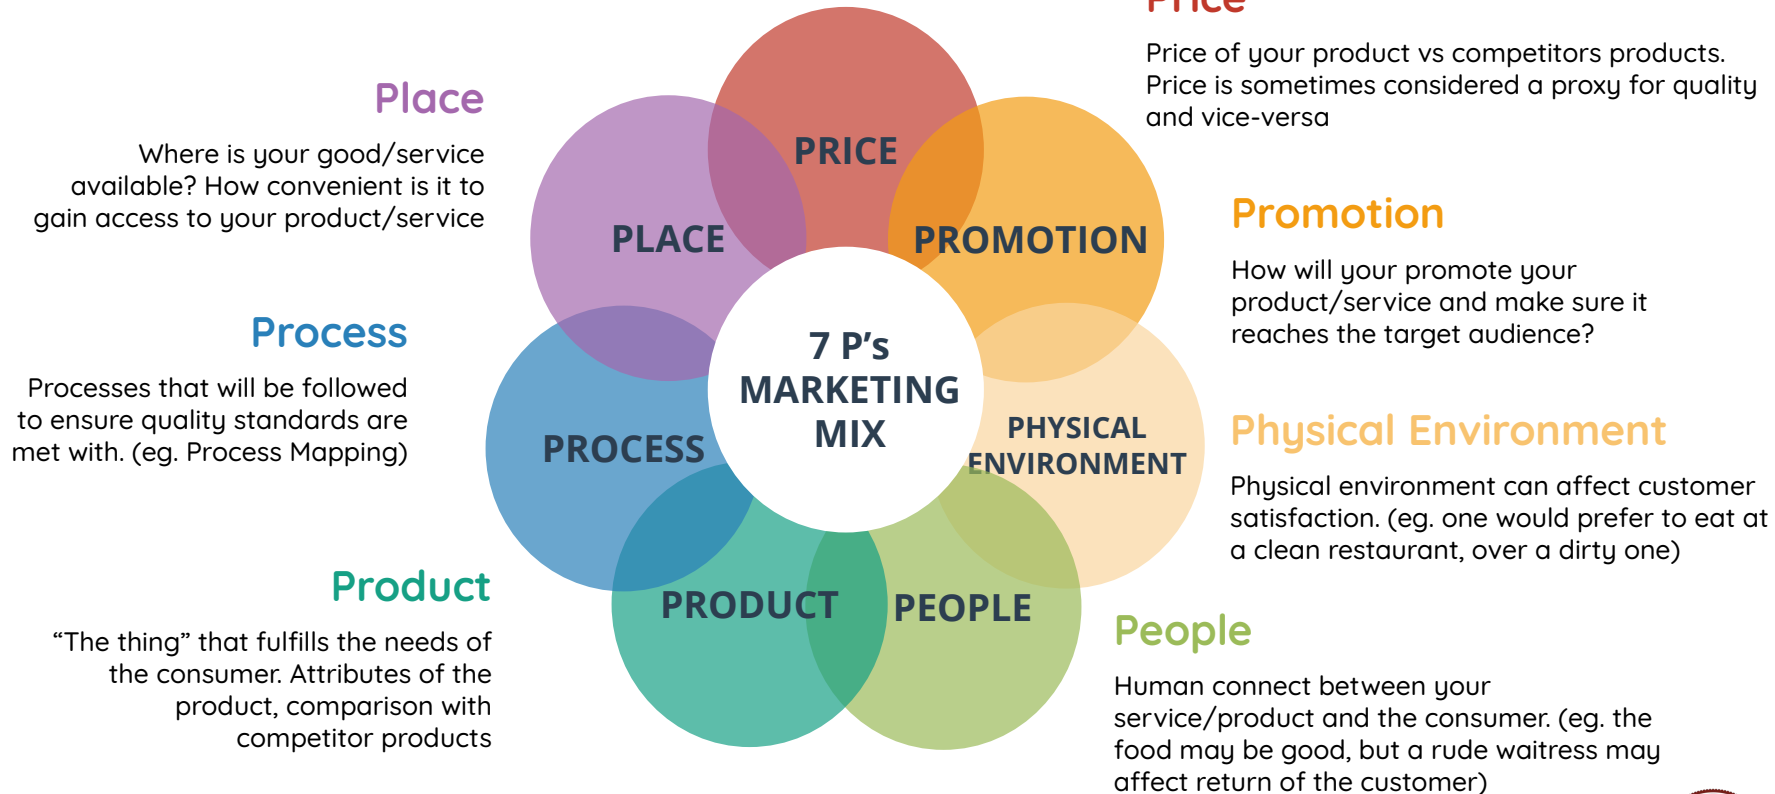 Price
Price of your product vs competitors products.
Price is sometimes considered a proxy for quality
and vice-versa
Place
Where is your good/service
available? How convenient is it to
gain access to your product/service
PRICE
PLACE
PROMOTION
Promotion
How will your promote your
product/service and make sure it
reaches the target audience?
Process
Processes that will be followed
to ensure quality standards are
met with. (eg. Process Mapping)
7 P’s
MARKETING
MIX
PROCESS
PHYSICAL
ENVIRONMENT
Physical Environment
Physical environment can affect customer
satisfaction. (eg. one would prefer to eat at
a clean restaurant, over a dirty one)
Product
“The thing” that fulfills the needs of
the consumer. Attributes of the
product, comparison with
competitor products
PRODUCT
PEOPLE
People
Human connect between your
service/product and the consumer. (eg. the
food may be good, but a rude waitress may
affect return of the customer)